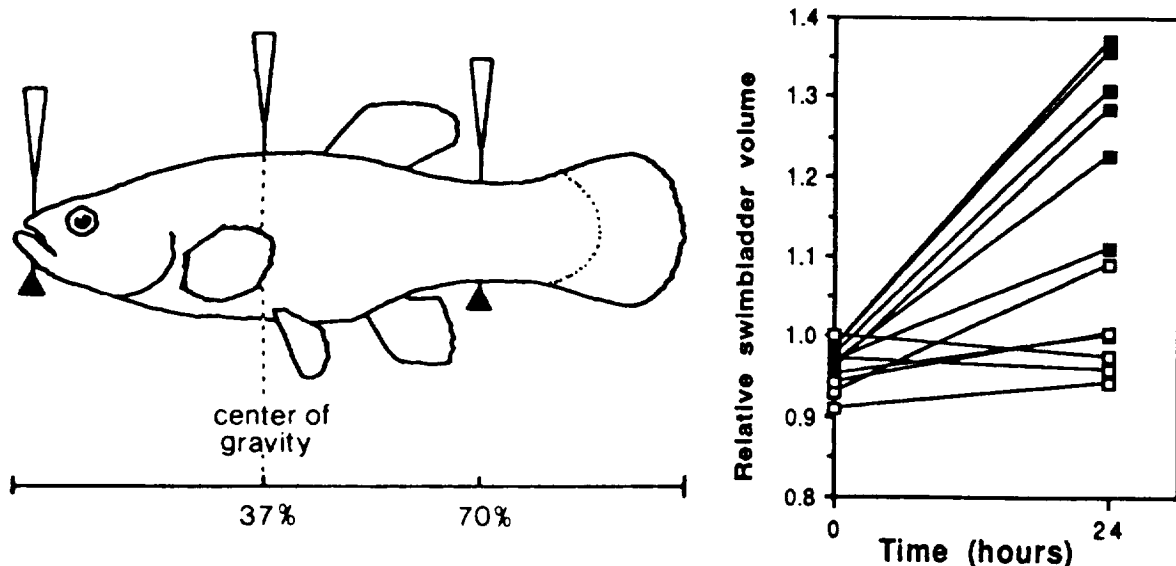 center of
gravity
37%
70%
Relative swimbladder volume
1.4
1.3
1.2
1.1
1.0
0.9
0.8
0
24
Time (hours)